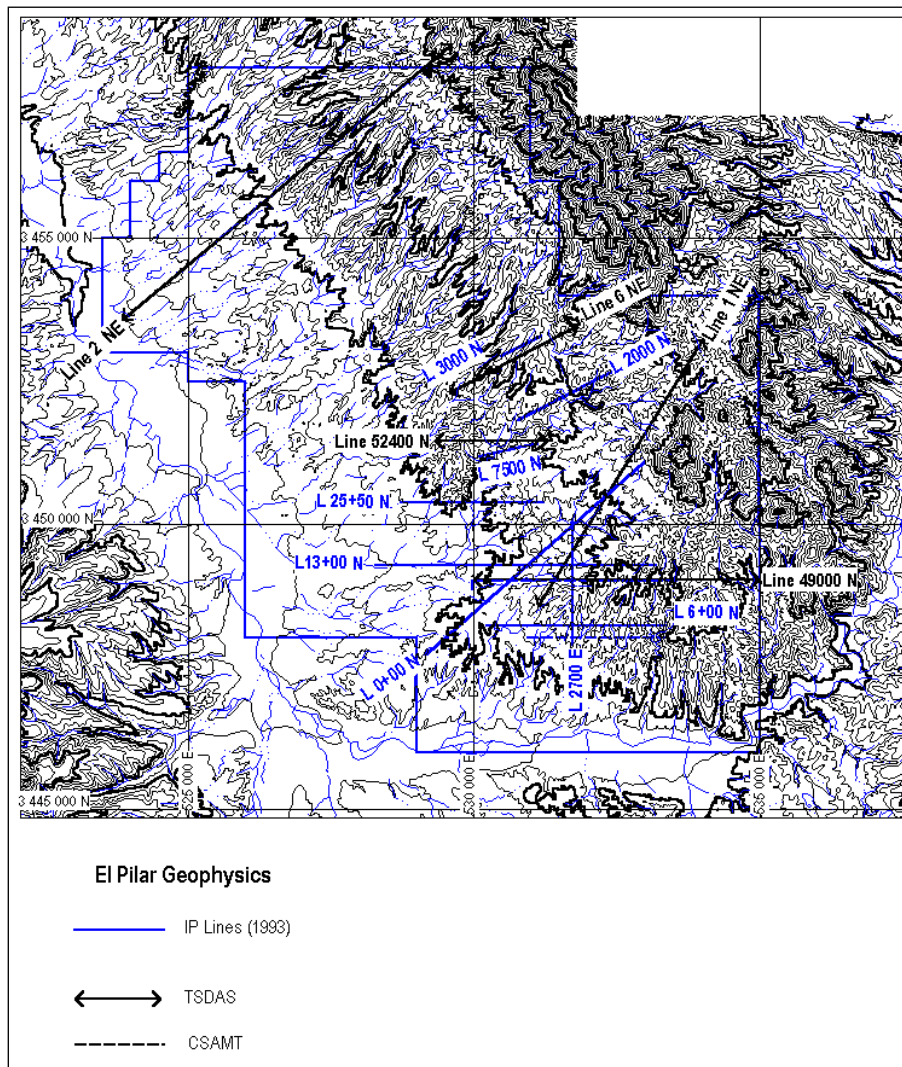 3 455 000 N
Line 6 NE
Line 1 NE
Line 2 NE
L 3000 N
L 2000 N
Line 52400 N
L 7500 N
L 25+50 N
3 450 000 N
L13+00 N
Line 49000 N
L 6+00 N
L 0+00 N
L 2700 E
525 000 E
530 000 E
535 000 E
3 445 000 N
El Pilar Geophysics
IP Lines (1993)
TSDAS
CSAMT